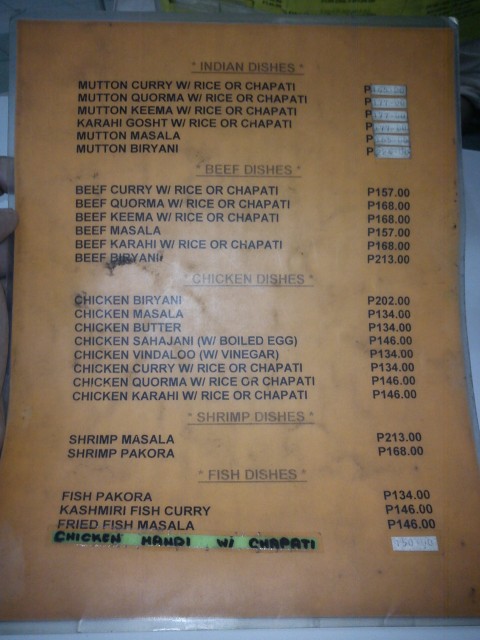 * INDIAN DISHES *
MUTTON CURRY W/ RICE OR CHAPATI P
MUTTON QUORMA W/ RICE OR CHAPATI P
MUTTON KEEMA W/ RICE OR CHAPATI P
KARAHI GOSHT W/ RICE OR CHAPATI P
MUTTON MASALA P
MUTTON BIRYANI P
* BEEF DISHES *
BEEF CURRY W/ RICE OR CHAPATI P157.00
BEEF QUORMA W/ RICE OR CHAPATI P168.00
BEEF KEEMA W/ RICE OR CHAPATI P168.00
BEEF MASALA P157.00
BEEF KARAHI W/ RICE OR CHAPATI P168.00
BEEF BIRYANI P213.00
* CHICKEN DISHES *
CHICKEN BIRYANI P202.00
CHICKEN MASALA P134.00
CHICKEN BUTTER P134.00
CHICKEN SAHAJANI (W/ BOILED EGG) P146.00
CHICKEN VINDALOO (W/ VINEGAR) P134.00
CHICKEN CURRY W/ RICE OR CHAPATI P134.00
CHICKEN QUORMA W/ RICE OR CHAPATI P146.00
CHICKEN KARAHI W/ RICE OR CHAPATI P146.00
* SHRIMP DISHES *
SHRIMP MASALA P213.00
SHRIMP PAKORA P168.00
* FISH DISHES *
FISH PAKORA P134.00
KASHMIRI FISH CURRY P146.00
FRIED FISH MASALA P146.00
CHICKEN HANDI W/ CHAPATI